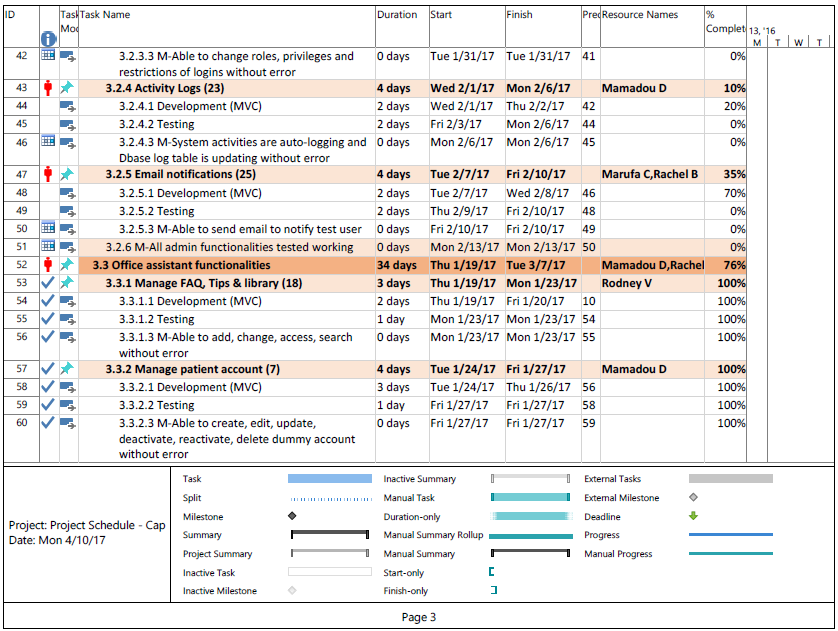 ID Task Mod Task Name Duration Start Finish Prec Resource Names % Complet 13, '16
M T W T
42 3.2.3.3 M-Able to change roles, privileges and 0 days Tue 1/31/17 Tue 1/31/17 41 0%
restrictions of logins without error
43 3.2.4 Activity Logs (23) 4 days Wed 2/1/17 Mon 2/6/17 Mamadou D 10%
44 3.2.4.1 Development (MVC) 2 days Wed 2/1/17 Thu 2/2/17 42 20%
45 3.2.4.2 Testing 2 days Fri 2/3/17 Mon 2/6/17 44 0%
46 3.2.4.3 M-System activities are auto-logging and 0 days Mon 2/6/17 Mon 2/6/17 45 0%
Dbase log table is updating without error
47 3.2.5 Email notifications (25) 4 days Tue 2/7/17 Fri 2/10/17 Marufa C,Rachel B 35%
48 3.2.5.1 Development (MVC) 2 days Tue 2/7/17 Wed 2/8/17 46 70%
49 3.2.5.2 Testing 2 days Thu 2/9/17 Fri 2/10/17 48 0%
50 3.2.5.3 M-Able to send email to notify test user 0 days Fri 2/10/17 Fri 2/10/17 49 0%
51 3.2.6 M-All admin functionalities tested working 0 days Mon 2/13/17 Mon 2/13/17 50 0%
52 3.3 Office assistant functionalities 34 days Thu 1/19/17 Tue 3/7/17 Mamadou D,Rachel 76%
53 3.3.1 Manage FAQ, Tips & library (18) 3 days Thu 1/19/17 Mon 1/23/17 Rodney V 100%
54 3.3.1.1 Development (MVC) 2 days Thu 1/19/17 Fri 1/20/17 10 100%
55 3.3.1.2 Testing 1 day Mon 1/23/17 Mon 1/23/17 54 100%
56 3.3.1.3 M-Able to add, change, access, search 0 days Mon 1/23/17 Mon 1/23/17 55 100%
without error
57 3.3.2 Manage patient account (7) 4 days Tue 1/24/17 Fri 1/27/17 Mamadou D 100%
58 3.3.2.1 Development (MVC) 3 days Tue 1/24/17 Thu 1/26/17 56 100%
59 3.3.2.2 Testing 1 day Fri 1/27/17 Fri 1/27/17 58 100%
60 3.3.2.3 M-Able to create, edit, update, 0 days Fri 1/27/17 Fri 1/27/17 59 100%
deactivate, reactivate, delete dummy account
without error
Project: Project Schedule - Cap
Date: Mon 4/10/17
Task Inactive Summary External Tasks
Split Manual Task External Milestone
Milestone Duration-only Deadline
Summary Manual Summary Rollup Progress
Project Summary Manual Summary Manual Progress
Inactive Task Start-only
Inactive Milestone Finish-only
Page 3